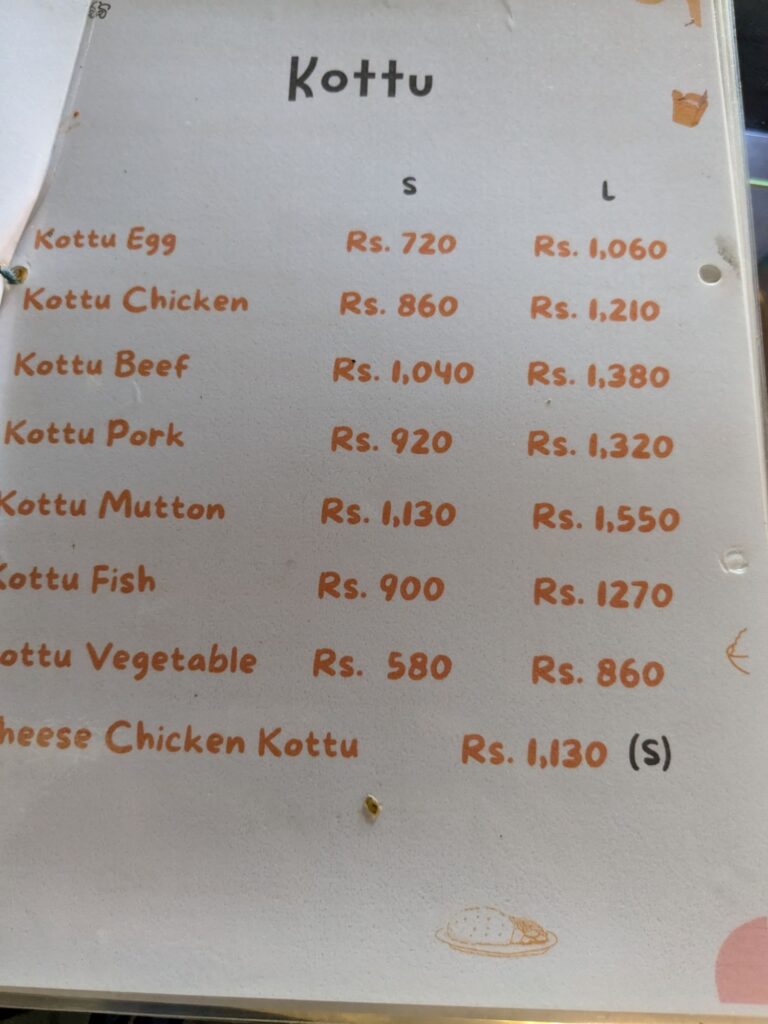 Kottu
S L
Kottu Egg Rs. 720 Rs. 1,060
Kottu Chicken Rs. 860 Rs. 1,210
Kottu Beef Rs. 1,040 Rs. 1,380
Kottu Pork Rs. 920 Rs. 1,320
Kottu Mutton Rs. 1,130 Rs. 1,550
Kottu Fish Rs. 900 Rs. 1270
ottu Vegetable Rs. 580 Rs. 860
heese Chicken Kottu Rs. 1,130 (S)